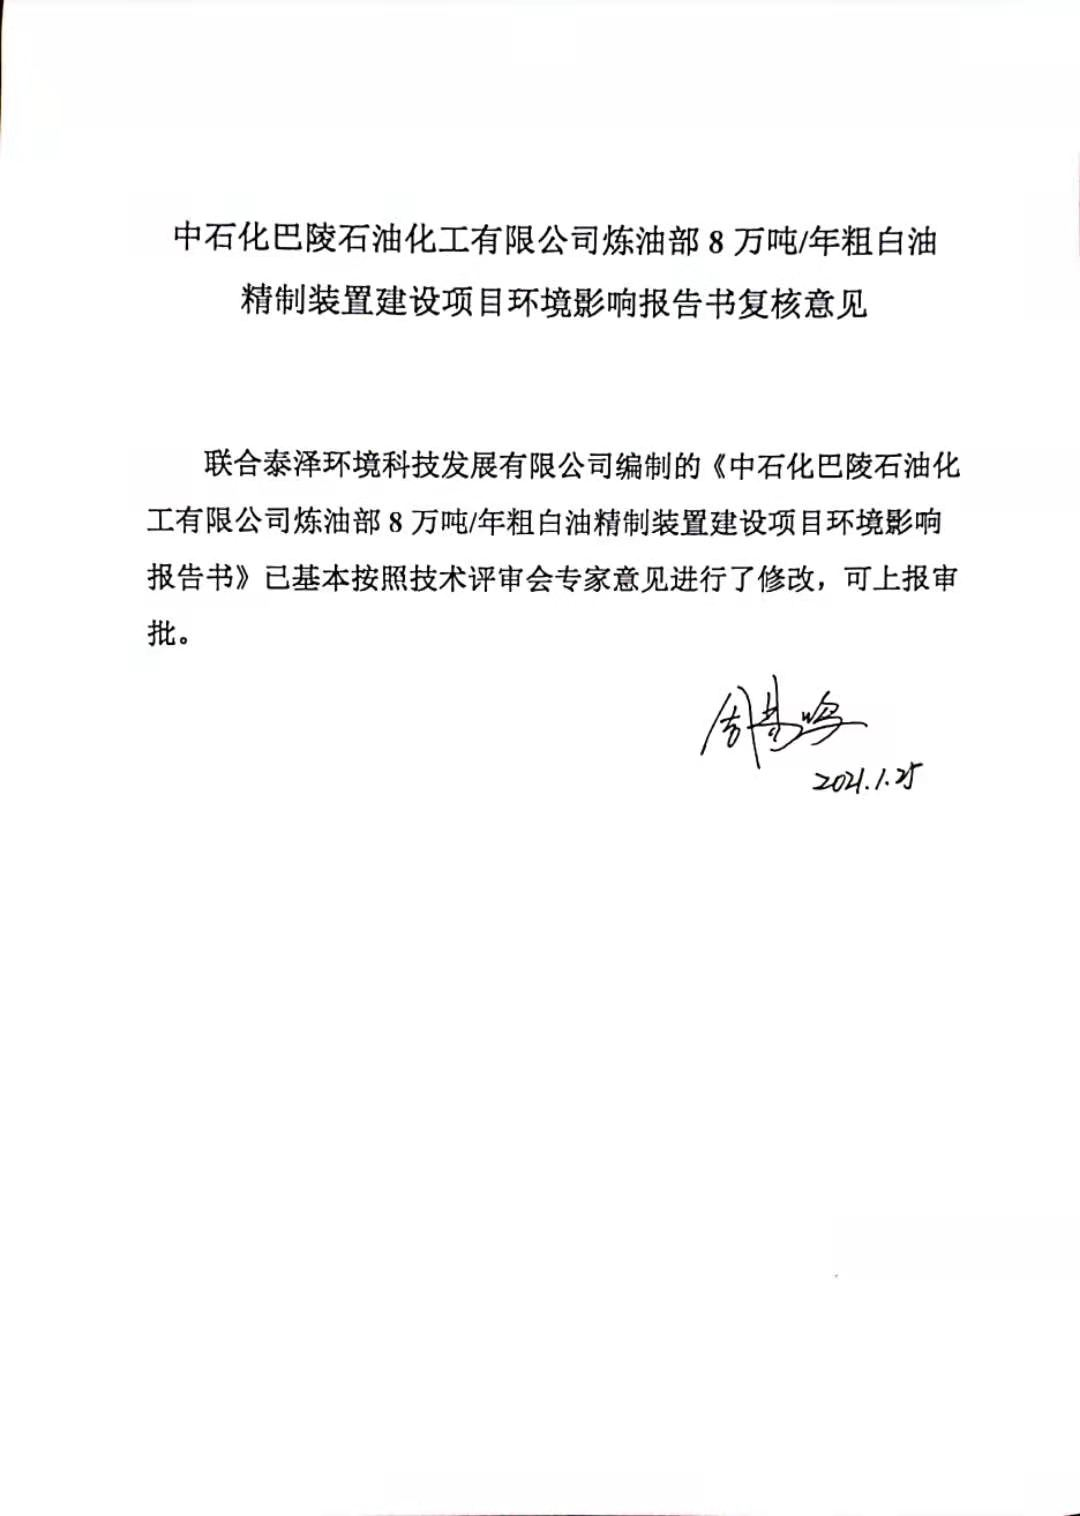 中石化巴陵石油化工有限公司炼油部 8 万吨/年粗白油
精制装置建设项目环境影响报告书复核意见
联合泰泽环境科技发展有限公司编制的《中石化巴陵石油化
工有限公司炼油部 8 万吨/年粗白油精制装置建设项目环境影响
报告书》已基本按照技术评审会专家意见进行了修改，可上报审
批。
2021.1.25